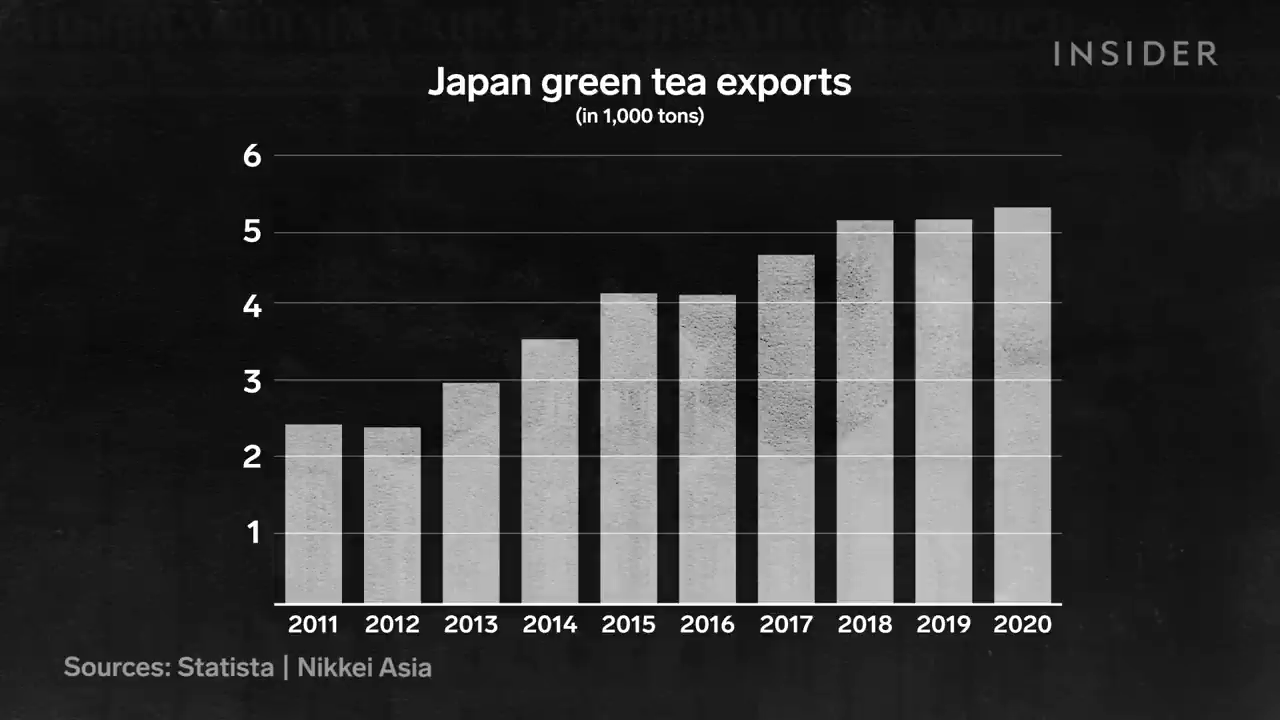 INSIDER
Japan green tea exports
(in 1,000 tons)
6
5
4
3
2
1
2011 2012 2013 2014 2015 2016 2017 2018 2019 2020
Sources: Statista | Nikkei Asia